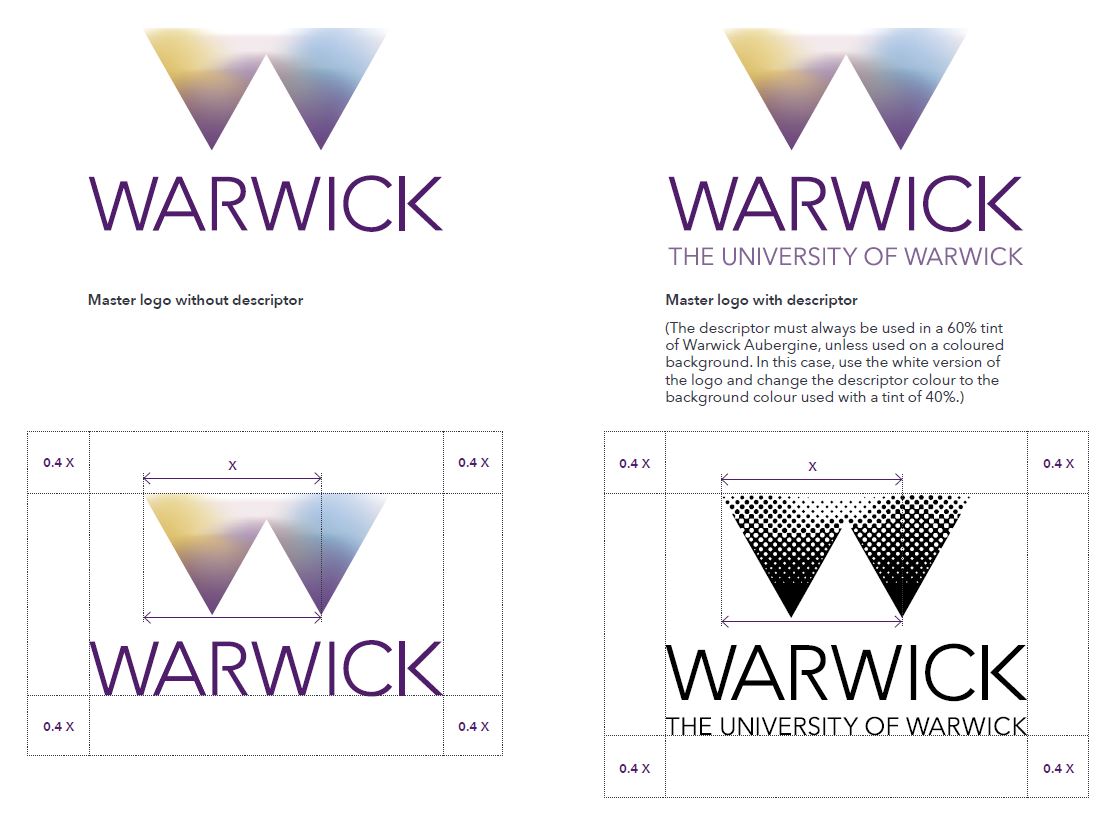 WARWICK
Master logo without descriptor
WARWICK
THE UNIVERSITY OF WARWICK
Master logo with descriptor
(The descriptor must always be used in a 60% tint
of Warwick Aubergine, unless used on a coloured
background. In this case, use the white version of
the logo and change the descriptor colour to the
background colour used with a tint of 40%.)
0.4 X
X
0.4 X
WARWICK
0.4 X
0.4 X
0.4 X
X
0.4 X
WARWICK
THE UNIVERSITY OF WARWICK
0.4 X
0.4 X